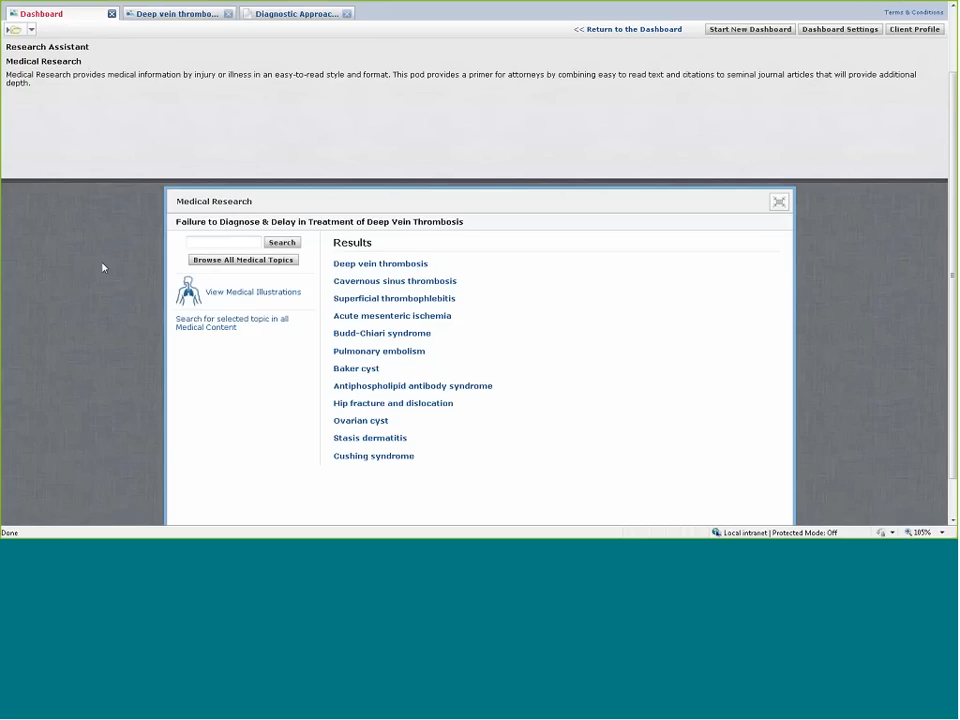 Dashboard Deep vein thrombo... Diagnostic Approac... Terms & Conditions
<< Return to the Dashboard Start New Dashboard Dashboard Settings Client Profile
Research Assistant
Medical Research
Medical Research provides medical information by injury or illness in an easy-to-read style and format. This pod provides a primer for attorneys by combining easy to read text and citations to seminal journal articles that will provide additional
depth.
Medical Research
Failure to Diagnose & Delay in Treatment of Deep Vein Thrombosis
Search
Browse All Medical Topics
View Medical Illustrations
Search for selected topic in all
Medical Content
Results
Deep vein thrombosis
Cavernous sinus thrombosis
Superficial thrombophlebitis
Acute mesenteric ischemia
Budd-Chiari syndrome
Pulmonary embolism
Baker cyst
Antiphospholipid antibody syndrome
Hip fracture and dislocation
Ovarian cyst
Stasis dermatitis
Cushing syndrome
Done Local intranet | Protected Mode: Off 105%